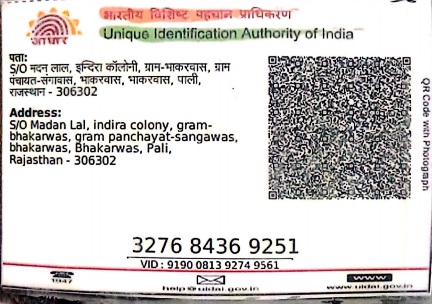 भारतीय विशिष्ट पहचान प्राधिकरण
Unique Identification Authority of India
आधार
पता:
S/O मदन लाल, इन्दिरा कॉलोनी, ग्राम-भाकरवास, ग्राम
पंचायत-संगावास, भाकरवास, भाकरवास, पाली,
राजस्थान - 306302
Address:
S/O Madan Lal, indira colony, gram-
bhakarwas, gram panchayat-sangawas,
bhakarwas, Bhakarwas, Pali,
Rajasthan - 306302
QR Code with Photograph
3276 8436 9251
VID : 9190 0813 9274 9561
1947
help@uidai.gov.in
www
www.uidai.gov.in